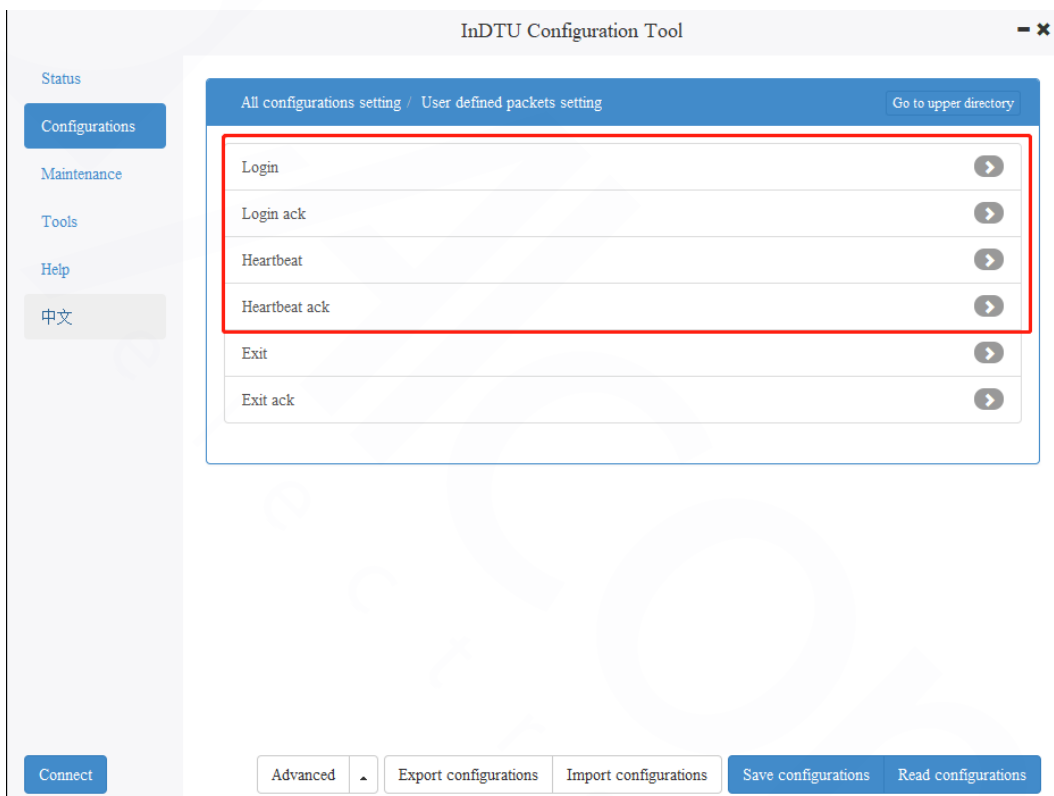 InDTU Configuration Tool
Status
Configurations
Maintenance
Tools
Help
中文
All configurations setting / User defined packets setting
Go to upper directory
Login
Login ack
Heartbeat
Heartbeat ack
Exit
Exit ack
Connect
Advanced
Export configurations
Import configurations
Save configurations
Read configurations